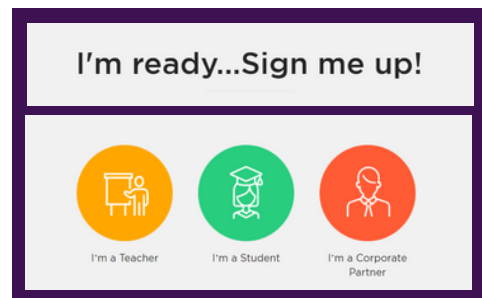 I'm ready...Sign me up!
I'm a Teacher
I'm a Student
I'm a Corporate
Partner